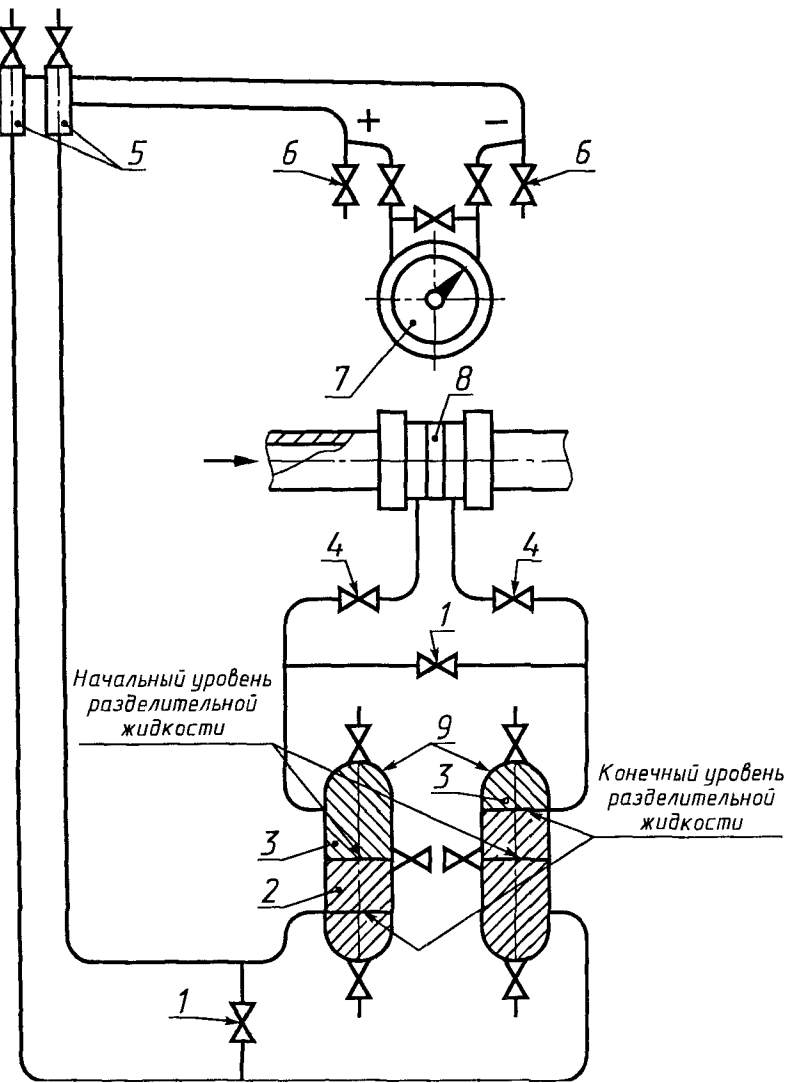 5
+
−
6
6
7
8
4
4
1
Начальный уровень
разделительной
жидкости
9
3
Конечный уровень
разделительной
жидкости
3
2
1